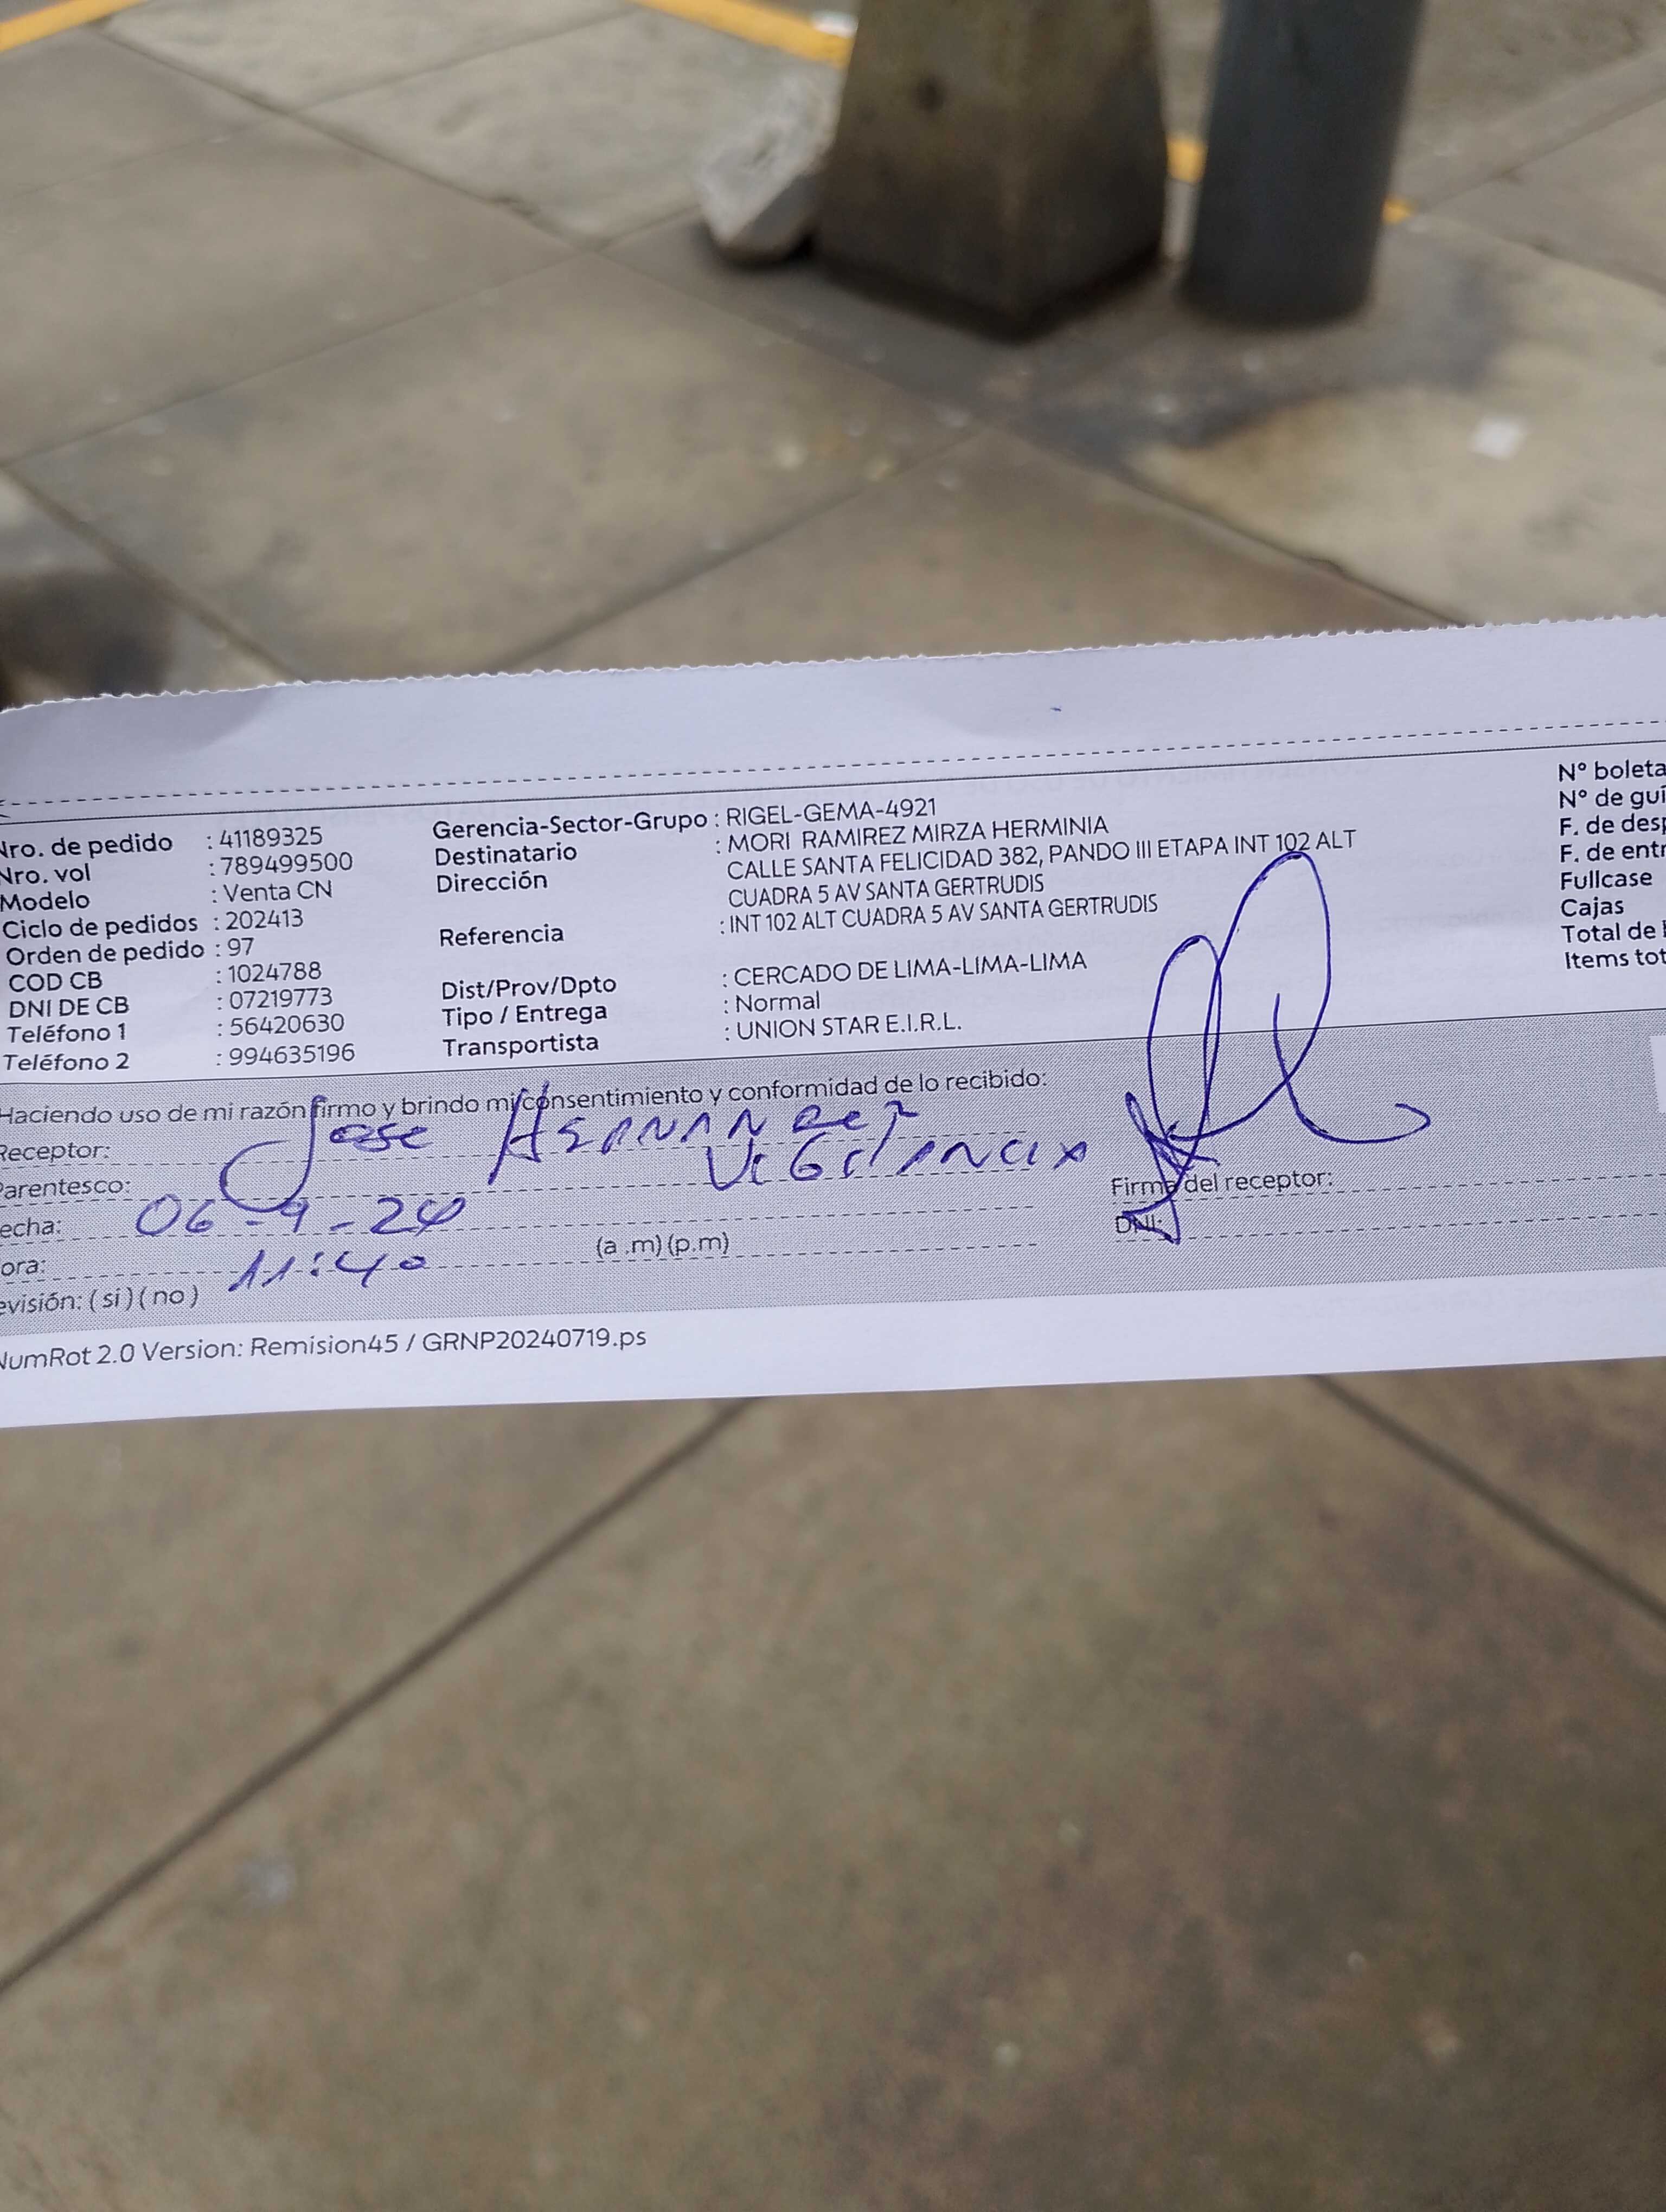 Nro. de pedido : 41189325
Nro. vol : 789499500
Modelo : Venta CN
Ciclo de pedidos : 202413
Orden de pedido : 97
COD CB : 1024788
DNI DE CB : 07219773
Teléfono 1 : 56420630
Teléfono 2 : 994635196
Gerencia-Sector-Grupo : RIGEL-GEMA-4921
Destinatario : MORI RAMIREZ MIRZA HERMINIA
Dirección CALLE SANTA FELICIDAD 382, PANDO III ETAPA INT 102 ALT
CUADRA 5 AV SANTA GERTRUDIS
Referencia : INT 102 ALT CUADRA 5 AV SANTA GERTRUDIS
Dist/Prov/Dpto : CERCADO DE LIMA-LIMA-LIMA
Tipo / Entrega : Normal
Transportista : UNION STAR E.I.R.L.
Nº boleta
Nº de guí
F. de desp
F. de entr
Fullcase
Cajas
Total de
Items tot
Haciendo uso de mi razón firmo y brindo mi consentimiento y conformidad de lo recibido:
Receptor: Jose
Parentesco: VIGILANCIA
echa: 06-9-24
ora: 11:40 (a .m) (p.m)
evisión: ( si ) ( no )
Firma del receptor:
DNI:
NumRot 2.0 Version: Remision45 / GRNP20240719.ps